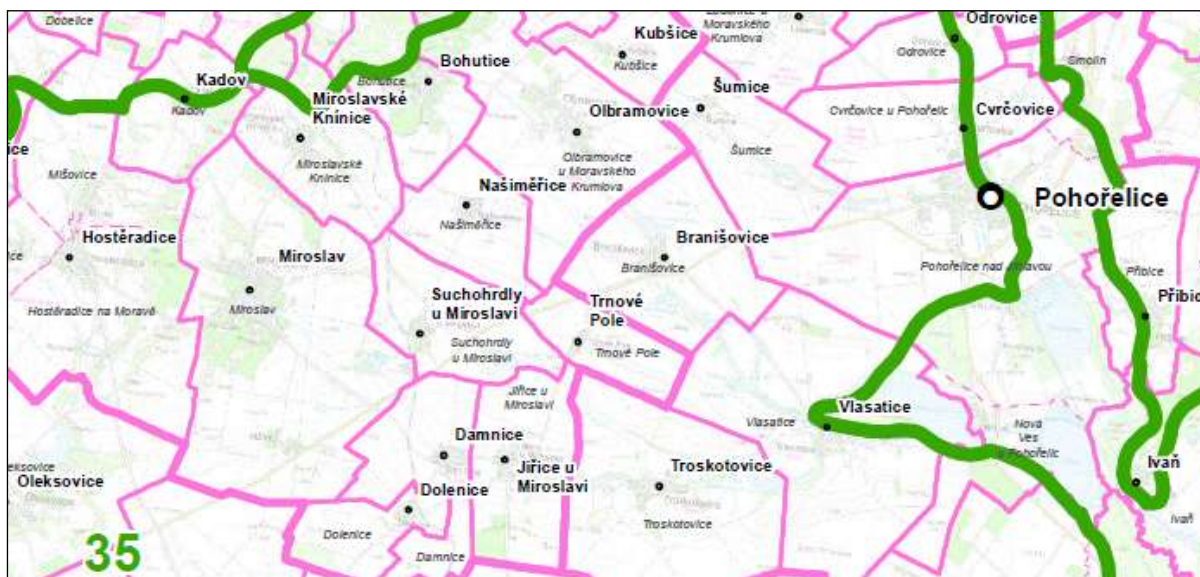 Dobelice
Kubšice
Kubšice
Moravského
Krumlova
Odrovice
Odrovice
Smolín
Kadov
Kadov
Bohutice
Bohutice
Miroslavské
Knínice
Miroslavské
Knínice
Olbramovice
Olbramovice
u Moravského
Krumlova
Šumice
Šumice
Cvrčovice u Pohořelic
Cvrčovice
ice
Mišovice
Našiměřice
Našiměřice
Pohořelice
Pohořelice nad Jihlavou
Hostěradice
Hostěradice na Moravě
Miroslav
Miroslav
Branišovice
Branišovice
Přibice
Přibic
Suchohrdly
u Miroslavi
Suchohrdly
u Miroslavi
Trnové
Pole
Trnové Pole
Jiřice u
Miroslavi
Vlasatice
Vlasatice
Nová
Ves
u Pohořelic
Damnice
Jiřice u
Miroslavi
Troskotovice
Troskotovice
Ivaň
Ivaň
Oleksovice
Dolenice
Dolenice
Damnice
35